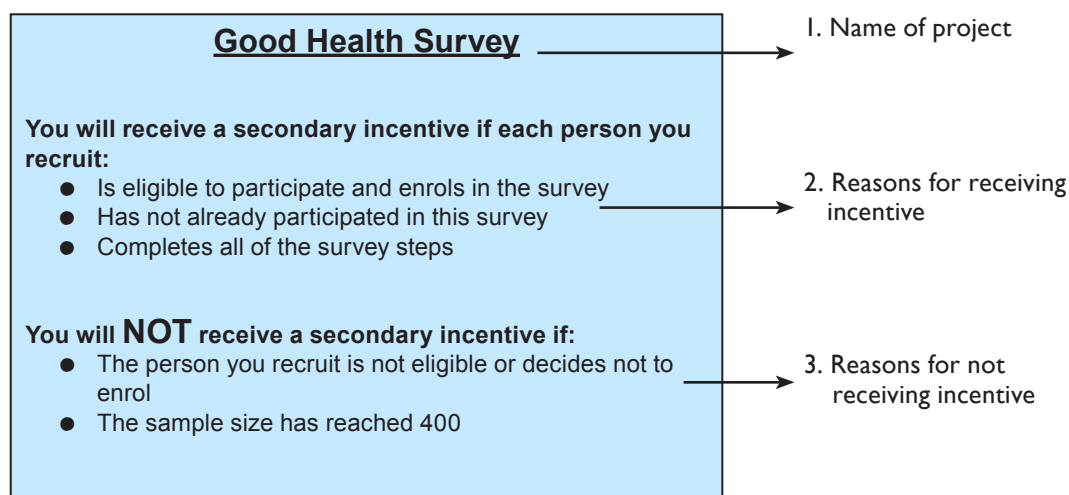 Good Health Survey
You will receive a secondary incentive if each person you
recruit:
● Is eligible to participate and enrols in the survey
● Has not already participated in this survey
● Completes all of the survey steps
You will NOT receive a secondary incentive if:
● The person you recruit is not eligible or decides not to
enrol
● The sample size has reached 400
1. Name of project
2. Reasons for receiving
incentive
3. Reasons for not
receiving incentive